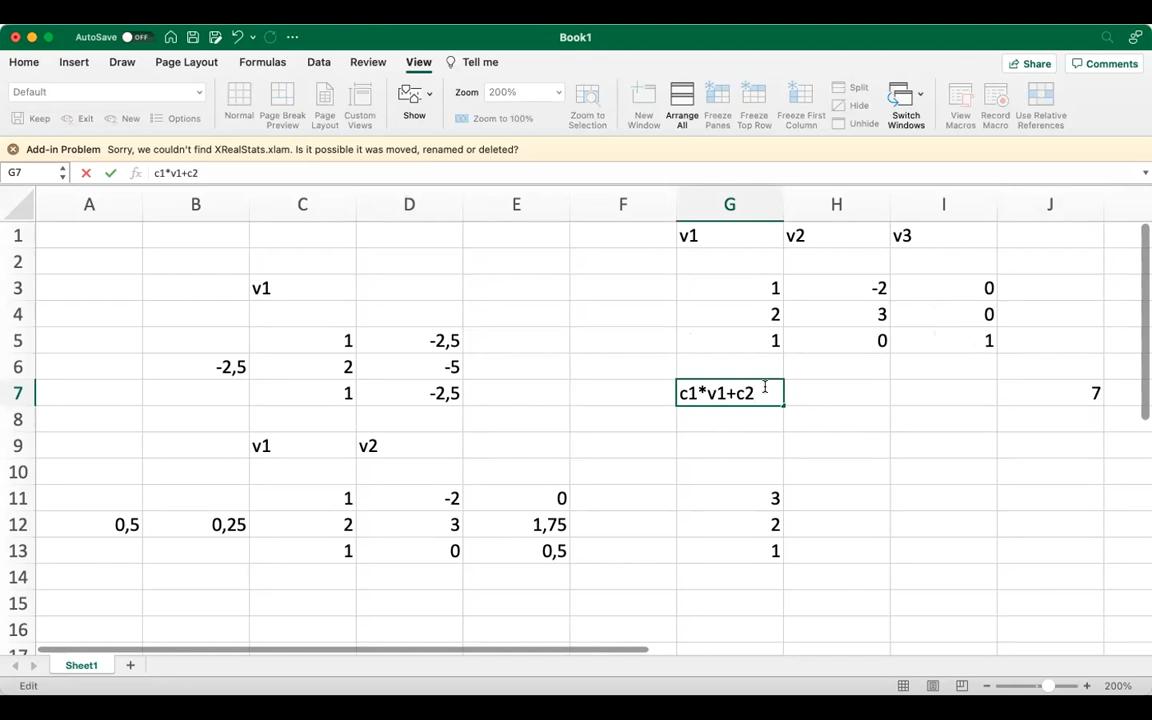 AutoSave OFF Book1
Home Insert Draw Page Layout Formulas Data Review View Tell me Share Comments
Default Keep Exit New Options Normal Page Break Preview Page Layout Custom Views Show Zoom 200% Zoom to 100% Zoom to Selection New Window Arrange All Freeze Panes Freeze Top Row Freeze First Column Split Hide Unhide Switch Windows View Macros Record Macro Use Relative References
Add-in Problem Sorry, we couldn't find XRealStats.xlam. Is it possible it was moved, renamed or deleted?
G7 fx c1*v1+c2
A B C D E F G H I J
1 v1 v2 v3
2
3 v1 1 -2 0
4 2 3 0
5 1 -2,5 1 0 1
6 -2,5 2 -5
7 1 -2,5 c1*v1+c2 7
8
9 v1 v2
10
11 1 -2 0 3
12 0,5 0,25 2 3 1,75 2
13 1 0 0,5 1
14
15
16
17
Sheet1
Edit 200%